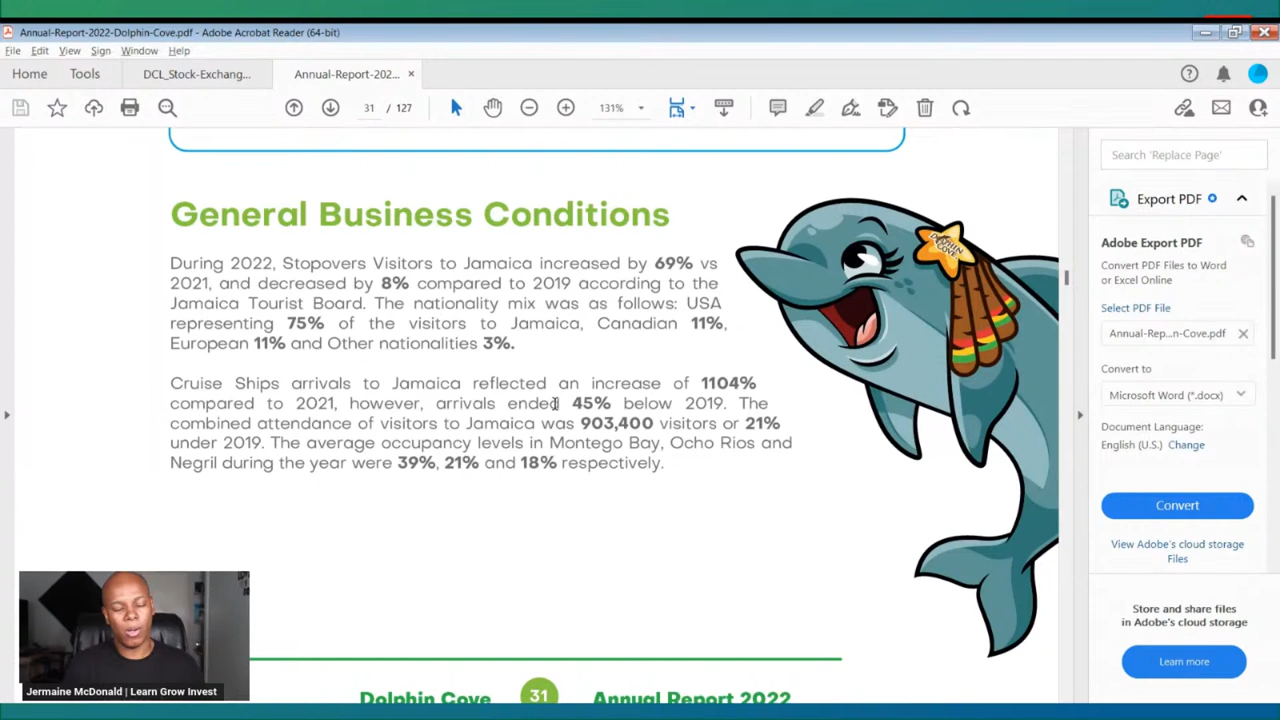 Annual-Report-2022-Dolphin-Cove.pdf - Adobe Acrobat Reader (64-bit)
File Edit View Sign Window Help
Home Tools DCL_Stock-Exchang... Annual-Report-202... ×
31 / 127 131%
Search 'Replace Page'
Export PDF
Adobe Export PDF
Convert PDF Files to Word
or Excel Online
Select PDF File
Annual-Rep...n-Cove.pdf
Convert to
Microsoft Word (*.docx)
Document Language:
English (U.S.) Change
Convert
View Adobe's cloud storage
Files
Store and share files
in Adobe's cloud storage
Learn more
General Business Conditions
During 2022, Stopovers Visitors to Jamaica increased by 69% vs
2021, and decreased by 8% compared to 2019 according to the
Jamaica Tourist Board. The nationality mix was as follows: USA
representing 75% of the visitors to Jamaica, Canadian 11%,
European 11% and Other nationalities 3%.
Cruise Ships arrivals to Jamaica reflected an increase of 1104%
compared to 2021, however, arrivals ended 45% below 2019. The
combined attendance of visitors to Jamaica was 903,400 visitors or 21%
under 2019. The average occupancy levels in Montego Bay, Ocho Rios and
Negril during the year were 39%, 21% and 18% respectively.
DOLPHIN
COVE
Dolphin Cove 31 Annual Report 2022
Jermaine McDonald | Learn Grow Invest